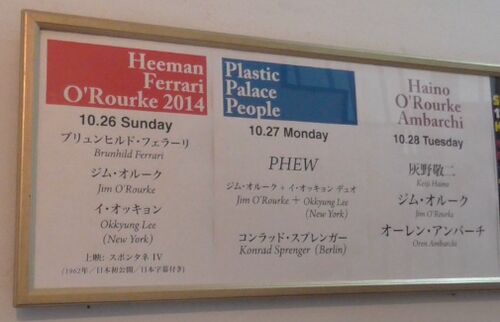 Heeman
Ferrari
O'Rourke 2014
10.26 Sunday
ブリュンヒルド・フェラーリ
Brunhild Ferrari
ジム・オルーク
Jim O'Rourke
イ・オッキョン
Okkyung Lee
(New York)
上映: スポンタネ IV
(1962年/日本初公開/日本字幕付き)
Plastic
Palace
People
10.27 Monday
PHEW
ジム・オルーク + イ・オッキョン デュオ
Jim O'Rourke + Okkyung Lee
(New York)
コンラッド・スプレンガー
Konrad Sprenger (Berlin)
Haino
O'Rourke
Ambarchi
10.28 Tuesday
灰野敬二
Keiji Haino
ジム・オルーク
Jim O'Rourke
オーレン・アンバーチ
Oren Ambarchi